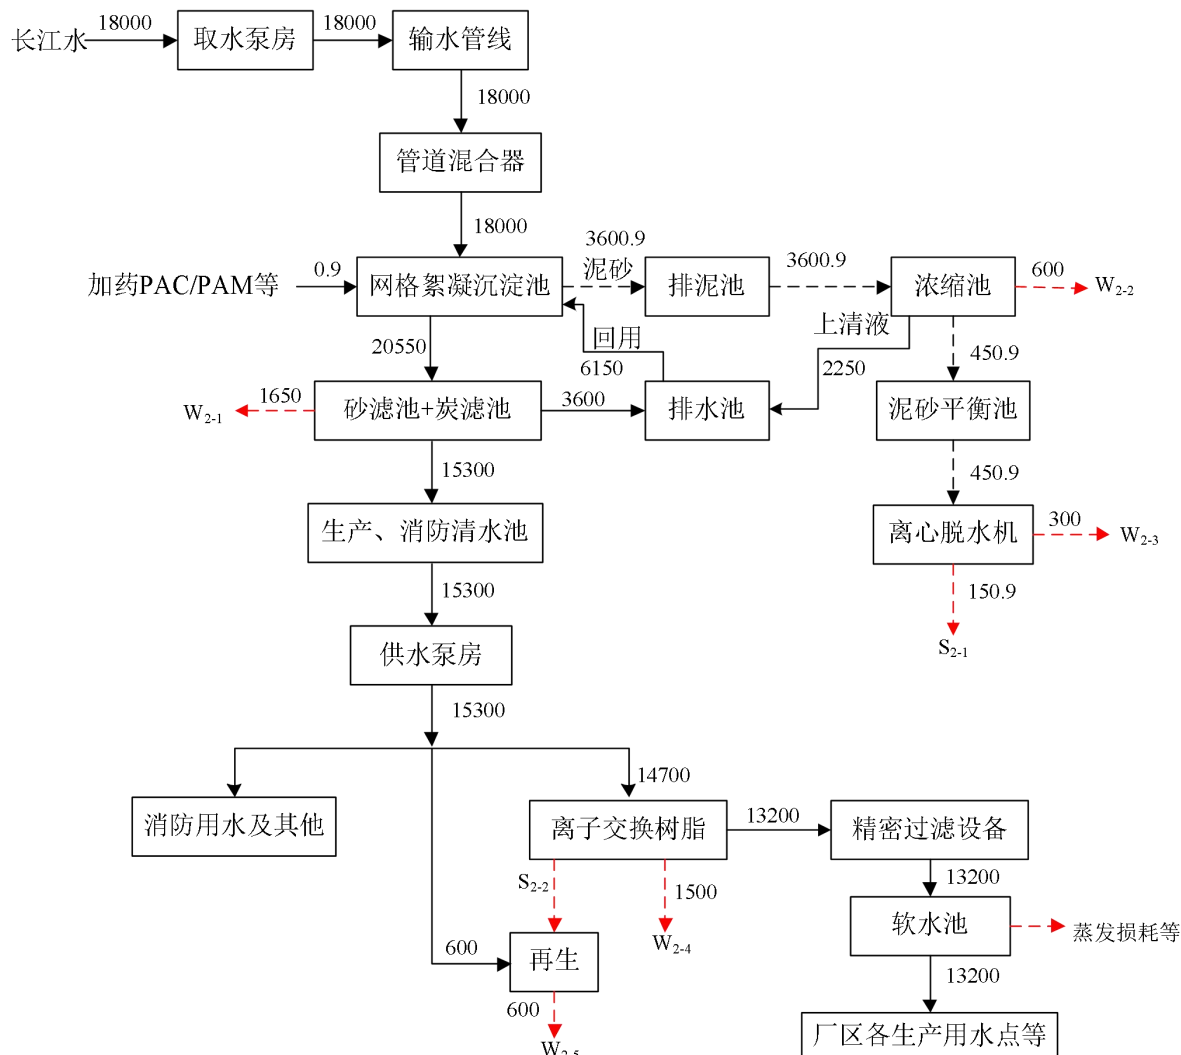 长江水
18000
取水泵房
18000
输水管线
18000
管道混合器
18000
加药PAC/PAM等
0.9
网格絮凝沉淀池
3600.9
泥砂
排泥池
3600.9
浓缩池
600
W2-2
20550
回用
6150
上清液
2250
450.9
W2-1
1650
砂滤池+炭滤池
3600
排水池
泥砂平衡池
15300
450.9
生产、消防清水池
离心脱水机
300
W2-3
15300
150.9
供水泵房
S2-1
15300
14700
消防用水及其他
离子交换树脂
13200
精密过滤设备
S2-2
1500
13200
W2-4
软水池
蒸发损耗等
600
再生
13200
600
W2-5
厂区各生产用水点等